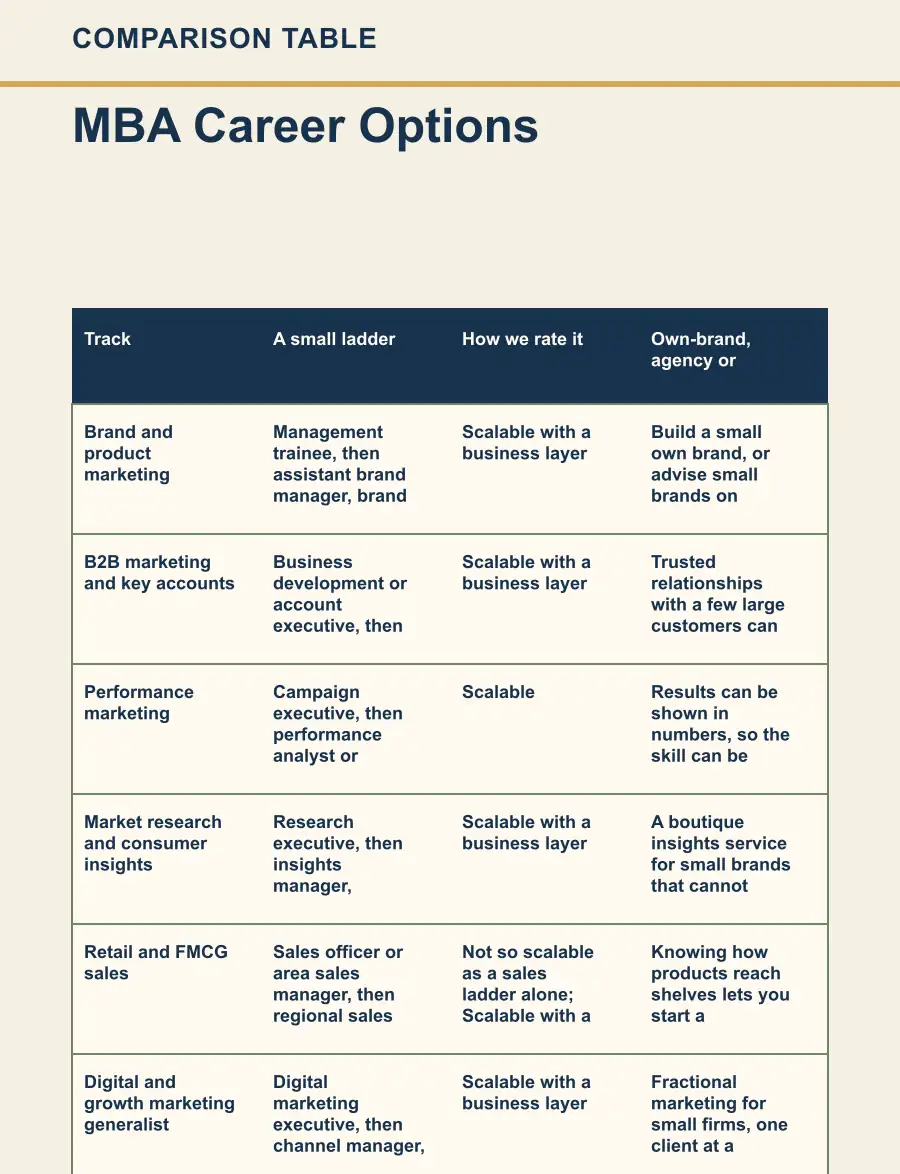 COMPARISON TABLE
MBA Career Options
Track
A small ladder
How we rate it
Own-brand,
agency or
Brand and
product
marketing
Management
trainee, then
assistant brand
manager, brand
Scalable with a
business layer
Build a small
own brand, or
advise small
brands on
B2B marketing
and key accounts
Business
development or
account
executive, then
Scalable with a
business layer
Trusted
relationships
with a few large
customers can
Performance
marketing
Campaign
executive, then
performance
analyst or
Scalable
Results can be
shown in
numbers, so the
skill can be
Market research
and consumer
insights
Research
executive, then
insights
manager,
Scalable with a
business layer
A boutique
insights service
for small brands
that cannot
Retail and FMCG
sales
Sales officer or
area sales
manager, then
regional sales
Not so scalable
as a sales
ladder alone;
Scalable with a
Knowing how
products reach
shelves lets you
start a
Digital and
growth marketing
generalist
Digital
marketing
executive, then
channel manager,
Scalable with a
business layer
Fractional
marketing for
small firms, one
client at a